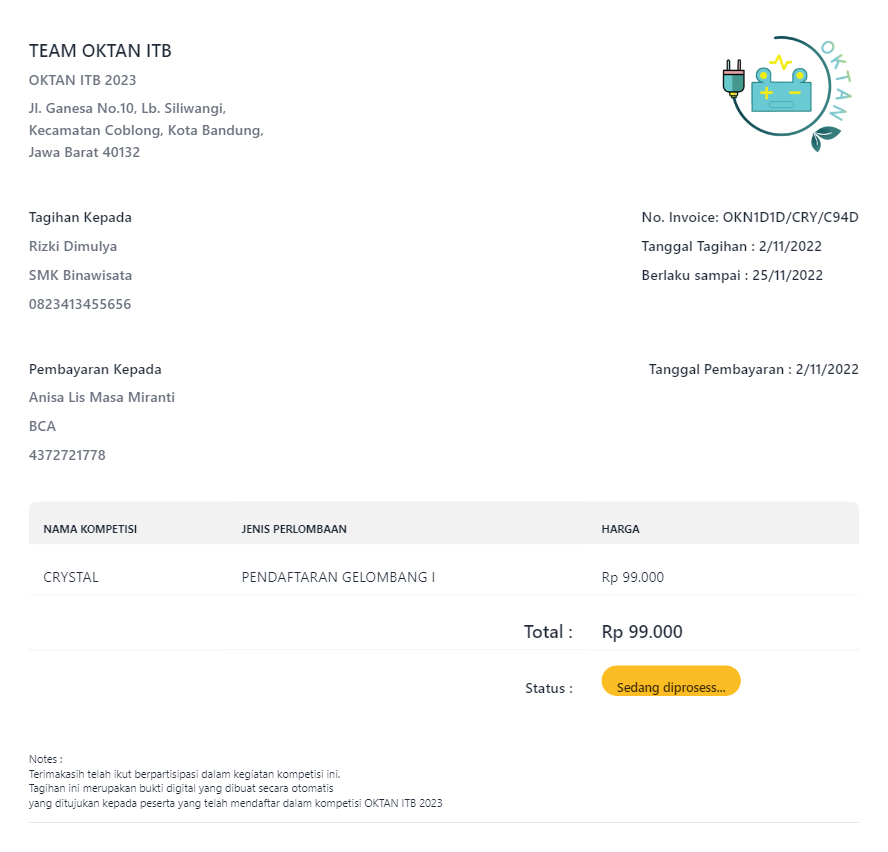 TEAM OKTAN ITB
OKTAN ITB 2023
Jl. Ganesa No.10, Lb. Siliwangi,
Kecamatan Coblong, Kota Bandung,
Jawa Barat 40132
OKTAN
Tagihan Kepada
Rizki Dimulya
SMK Binawisata
0823413455656
No. Invoice: OKN1D1D/CRY/C94D
Tanggal Tagihan : 2/11/2022
Berlaku sampai : 25/11/2022
Pembayaran Kepada
Anisa Lis Masa Miranti
BCA
4372721778
Tanggal Pembayaran : 2/11/2022
NAMA KOMPETISI JENIS PERLOMBAAN HARGA
CRYSTAL PENDAFTARAN GELOMBANG I Rp 99.000
Total : Rp 99.000
Status : Sedang diprosess...
Notes :
Terimakasih telah ikut berpartisipasi dalam kegiatan kompetisi ini.
Tagihan ini merupakan bukti digital yang dibuat secara otomatis
yang ditujukan kepada peserta yang telah mendaftar dalam kompetisi OKTAN ITB 2023